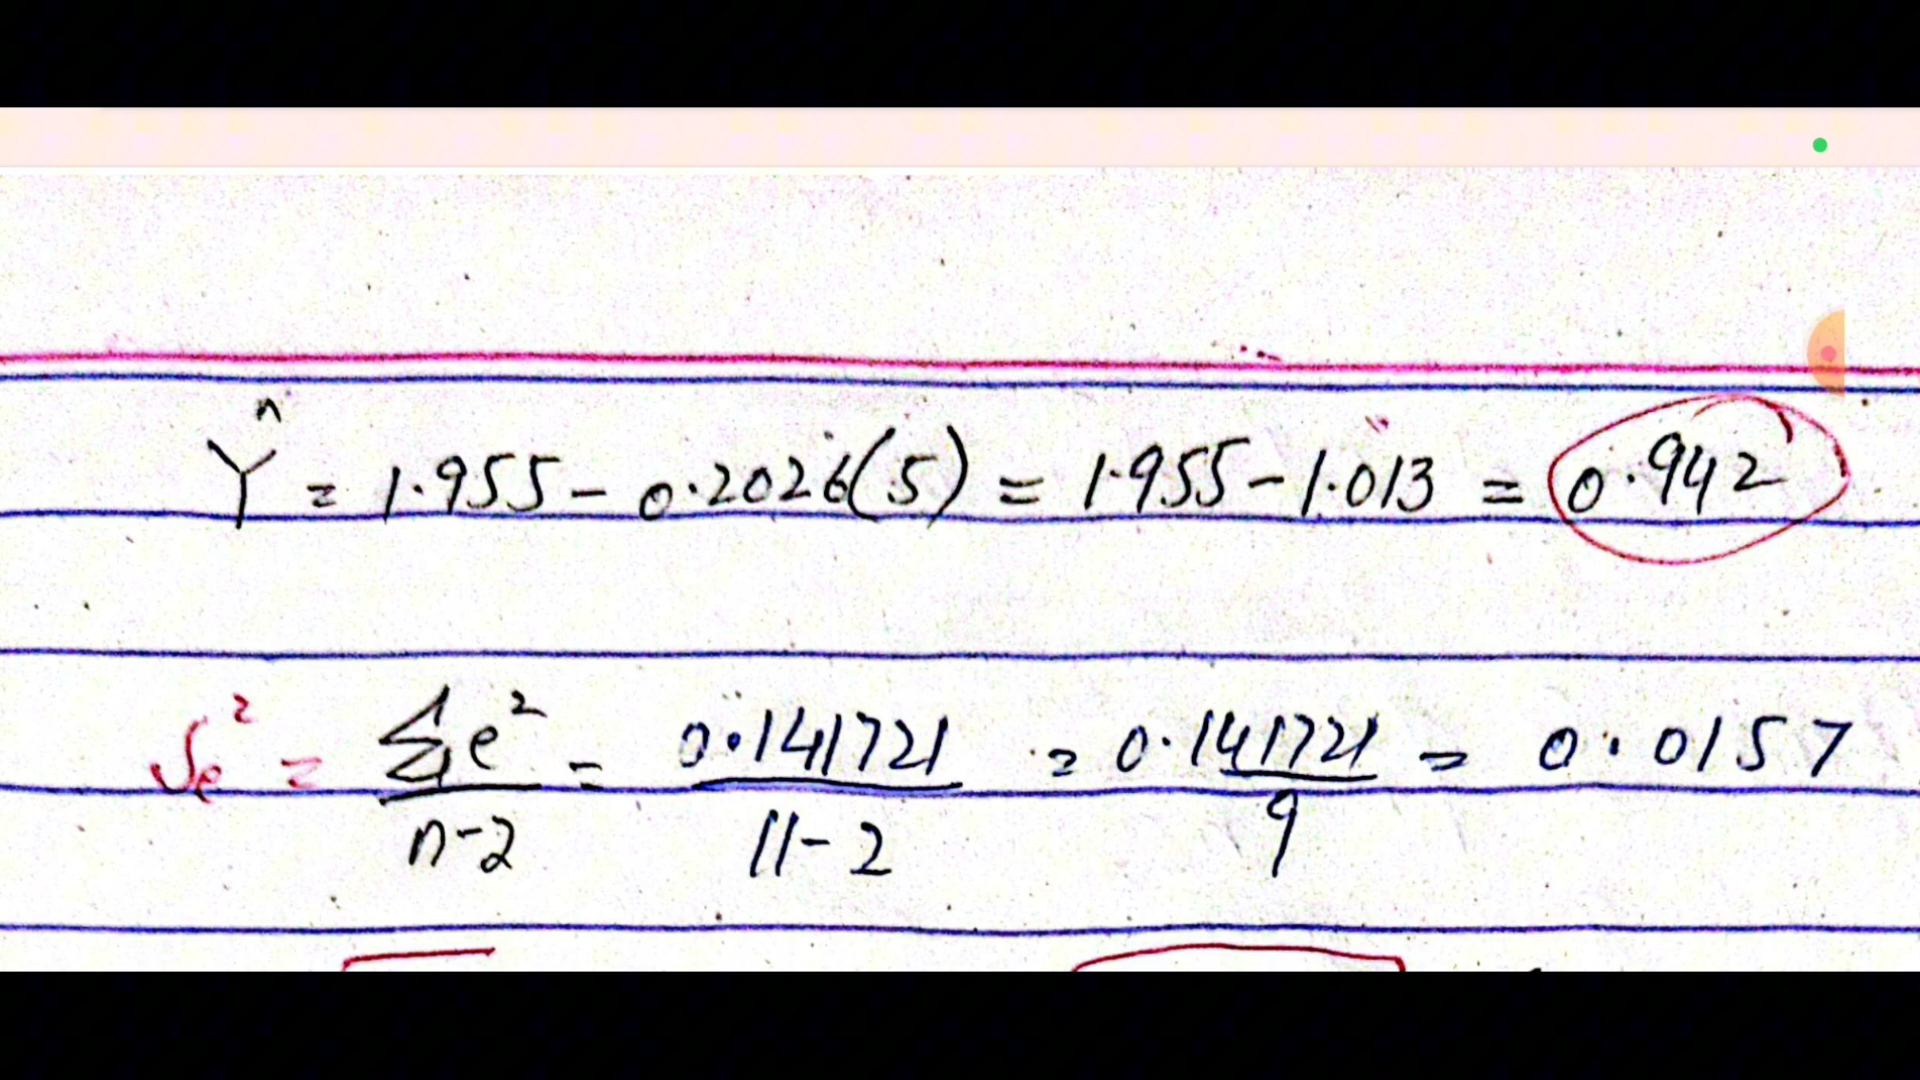 Ŷ = 1.955 - 0.2026(5) = 1.955 - 1.013 = 0.942
Se² = Σe² / n-2 = 0.141721 / 11-2 = 0.141721 / 9 = 0.0157